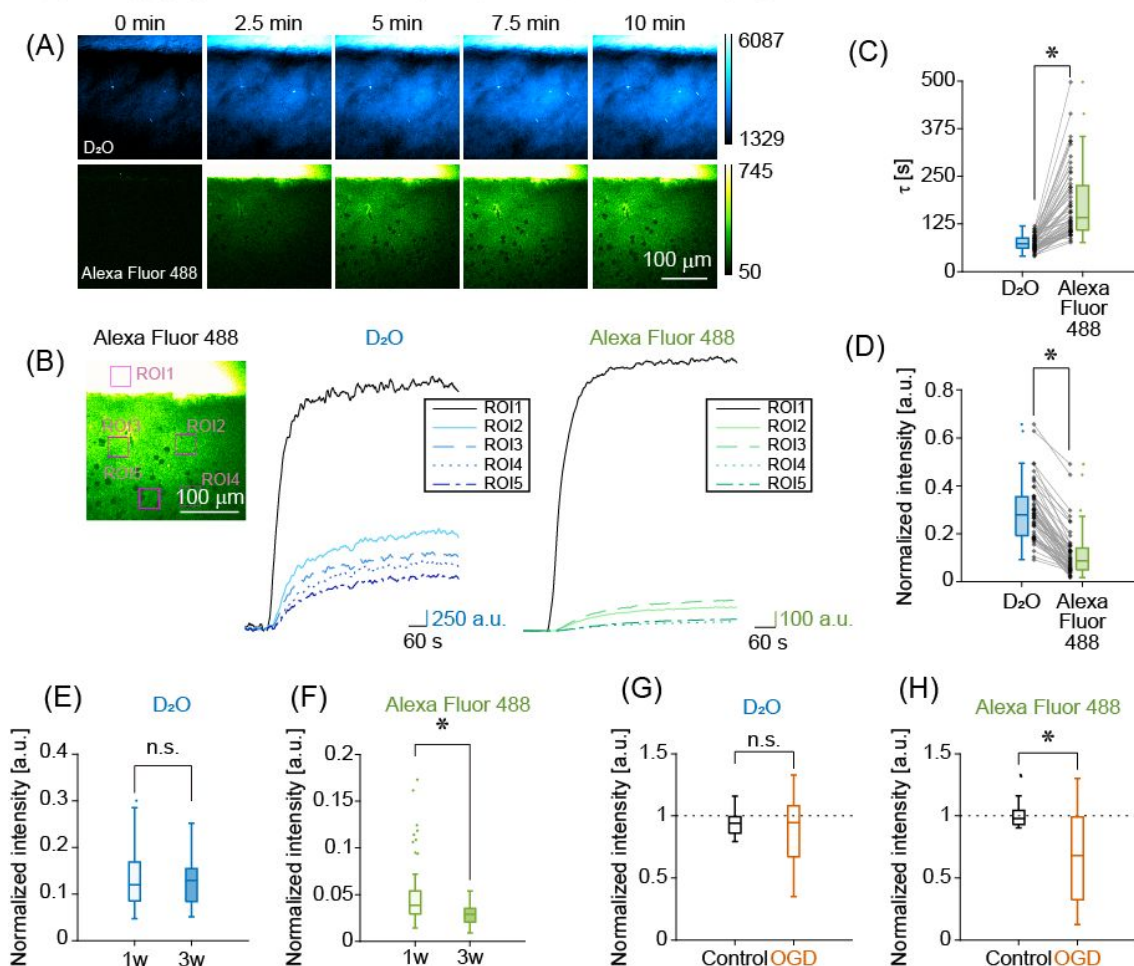 (A)
0 min 2.5 min 5 min 7.5 min 10 min
D₂O
6087
1329
Alexa Fluor 488
100 μm
745
50
(B)
Alexa Fluor 488
ROI1
ROI3 ROI2
ROI5 ROI4
100 μm
D₂O
ROI1
ROI2
ROI3
ROI4
ROI5
250 a.u.
60 s
Alexa Fluor 488
ROI1
ROI2
ROI3
ROI4
ROI5
100 a.u.
60 s
(C)
*
τ [s]
500
375
250
125
0
D₂O Alexa
Fluor
488
(D)
*
Normalized intensity [a.u.]
0.8
0.6
0.4
0.2
0
D₂O Alexa
Fluor
488
(E)
D₂O
n.s.
Normalized intensity [a.u.]
0.4
0.3
0.2
0.1
0
1w 3w
(F)
Alexa Fluor 488
*
Normalized intensity [a.u.]
0.2
0.15
0.1
0.05
0
1w 3w
(G)
D₂O
n.s.
Normalized intensity [a.u.]
1.5
1
0.5
0
Control OGD
(H)
Alexa Fluor 488
*
Normalized intensity [a.u.]
1.5
1
0.5
0
Control OGD